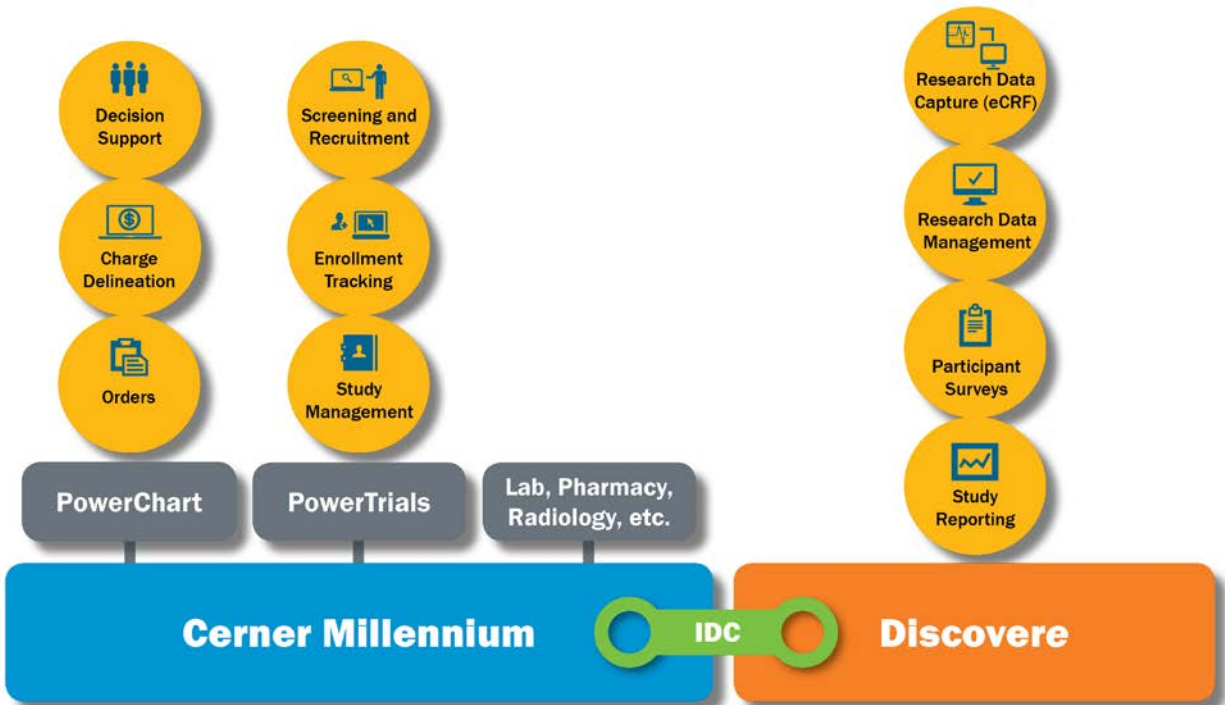 Decision
Support
Charge
Delineation
Orders
PowerChart
Screening and
Recruitment
Enrollment
Tracking
Study
Management
PowerTrials
Lab, Pharmacy,
Radiology, etc.
Cerner Millennium
IDC
Research Data
Capture (eCRF)
Research Data
Management
Participant
Surveys
Study
Reporting
Discovere